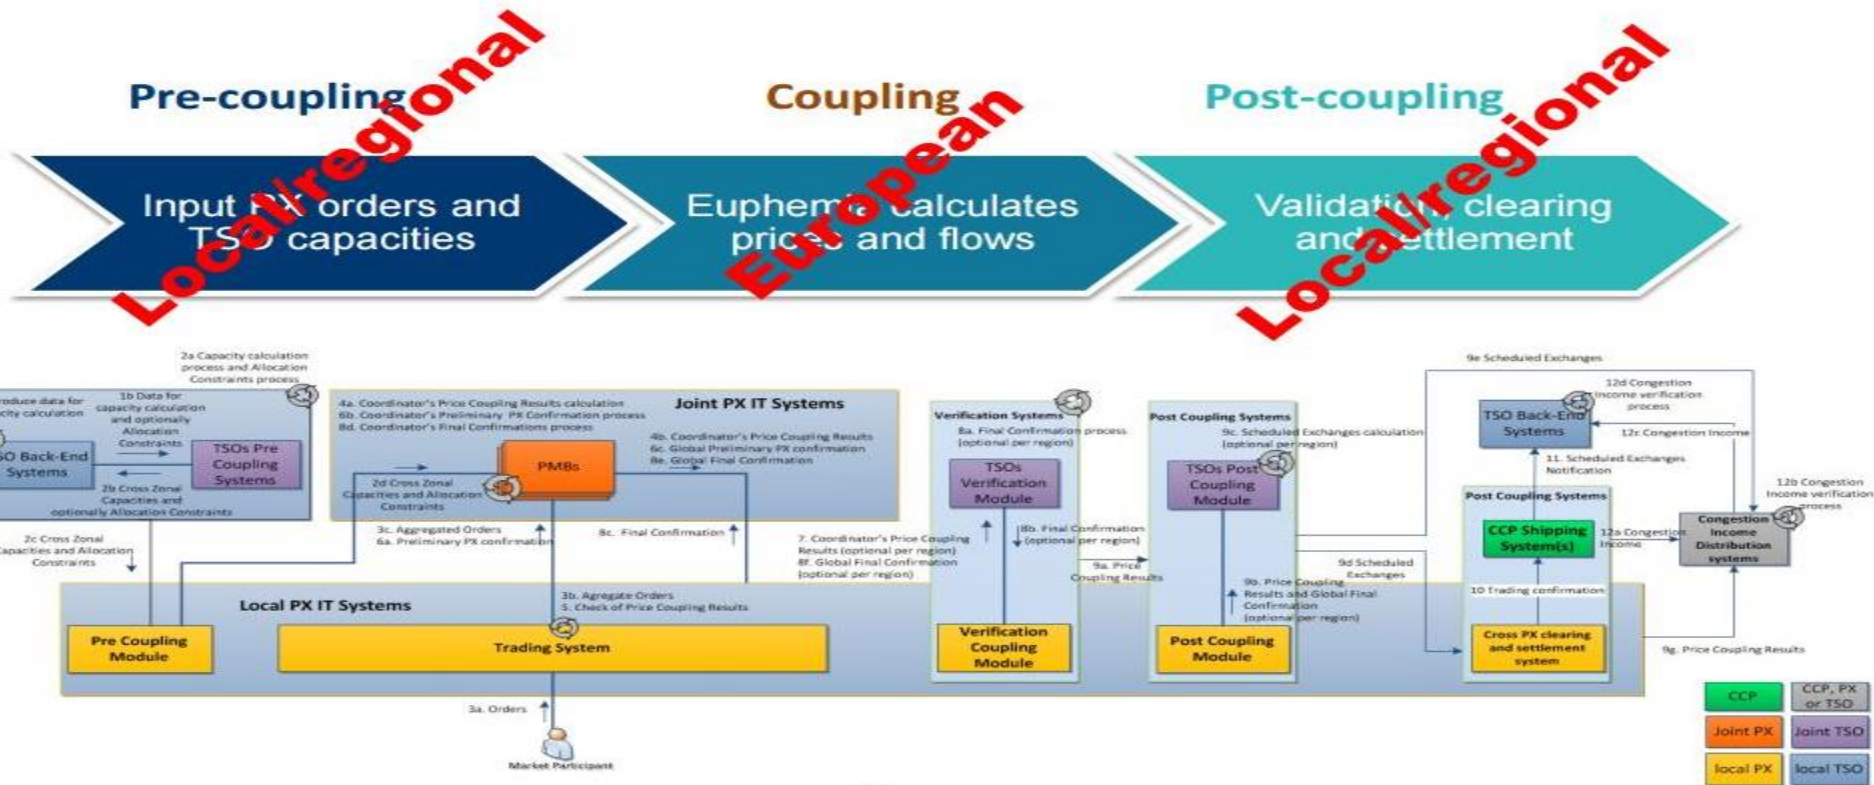 Pre-coupling
Local/regional
Input PX orders and
TSO capacities
Coupling
European
Euphemia calculates
prices and flows
Post-coupling
Local/regional
Validation, clearing
and settlement
2a Capacity calculation
process and Allocation
Constraints process
roduce data for
city calculation
1b Data for
capacity calculation
and optionally
Allocation
Constraints
SO Back-End
Systems
TSOs Pre
Coupling
Systems
2b Cross Zonal
Capacities and
optionally Allocation Constraints
2c Cross Zonal
Capacities and Allocation
Constraints
4a. Coordinator's Price Coupling Results calculation
6b. Coordinator's Preliminary PX Confirmation process
8d. Coordinator's Final Confirmations process
Joint PX IT Systems
PMBs
4b. Coordinator's Price Coupling Results
6c. Global Preliminary PX confirmation
8e. Global Final Confirmation
2d Cross Zonal
Capacities and Allocation
Constraints
3c. Aggregated Orders
6a. Preliminary PX confirmation
8c. Final Confirmation
Local PX IT Systems
3b. Agregate Orders
5. Check of Price Coupling Results
Pre Coupling
Module
Trading System
3a. Orders
Market Participant
Verification Systems
8a. Final Confirmation process
(optional per region)
TSOs
Verification
Module
7. Coordinator's Price Coupling
Results (optional per region)
8f. Global Final Confirmation
(optional per region)
8b. Final Confirmation
(optional per region)
9a. Price
Coupling Results
Verification
Coupling
Module
Post Coupling Systems
9c. Scheduled Exchanges calculation
(optional per region)
TSOs Post
Coupling
Module
9b. Price Coupling
Results and Global Final
Confirmation
(optional per region)
Post Coupling
Module
9d Scheduled
Exchanges
9e Scheduled Exchanges
TSO Back-End
Systems
12d Congestion
Income verification
process
12c Congestion Income
11. Scheduled Exchanges
Notification
Post Coupling Systems
CCP Shipping
System(s)
12a Congestion
Income
12b Congestion
Income verification
process
Congestion
Income
Distribution
systems
10 Trading confirmation
Cross PX clearing
and settlement
system
9g. Price Coupling Results
CCP
CCP, PX
or TSO
Joint PX
Joint TSO
local PX
local TSO